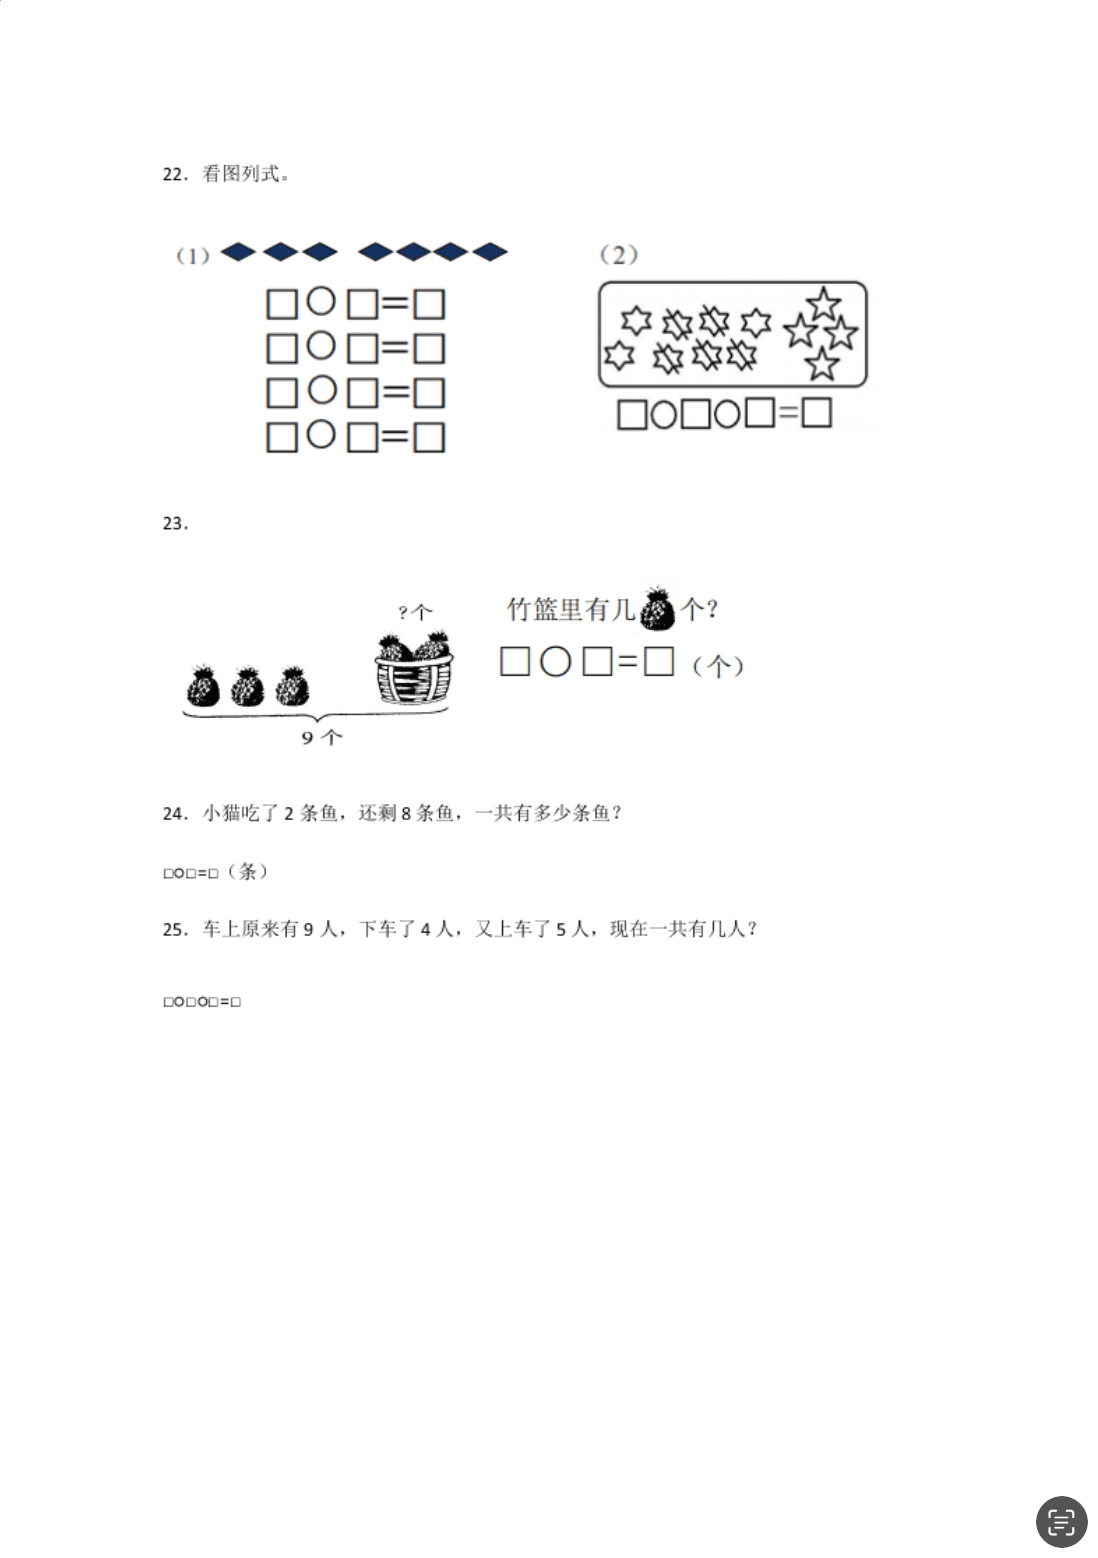 22. 看图列式。
（1）
（2）
□○□=□
□○□=□
□○□=□
□○□=□
□○□○□=□
23.
?个
9 个
竹篮里有几 个?
□○□=□（个）
24. 小猫吃了 2 条鱼，还剩 8 条鱼，一共有多少条鱼?
□○□=□（条）
25. 车上原来有 9 人，下车了 4 人，又上车了 5 人，现在一共有几人?
□○□○□=□